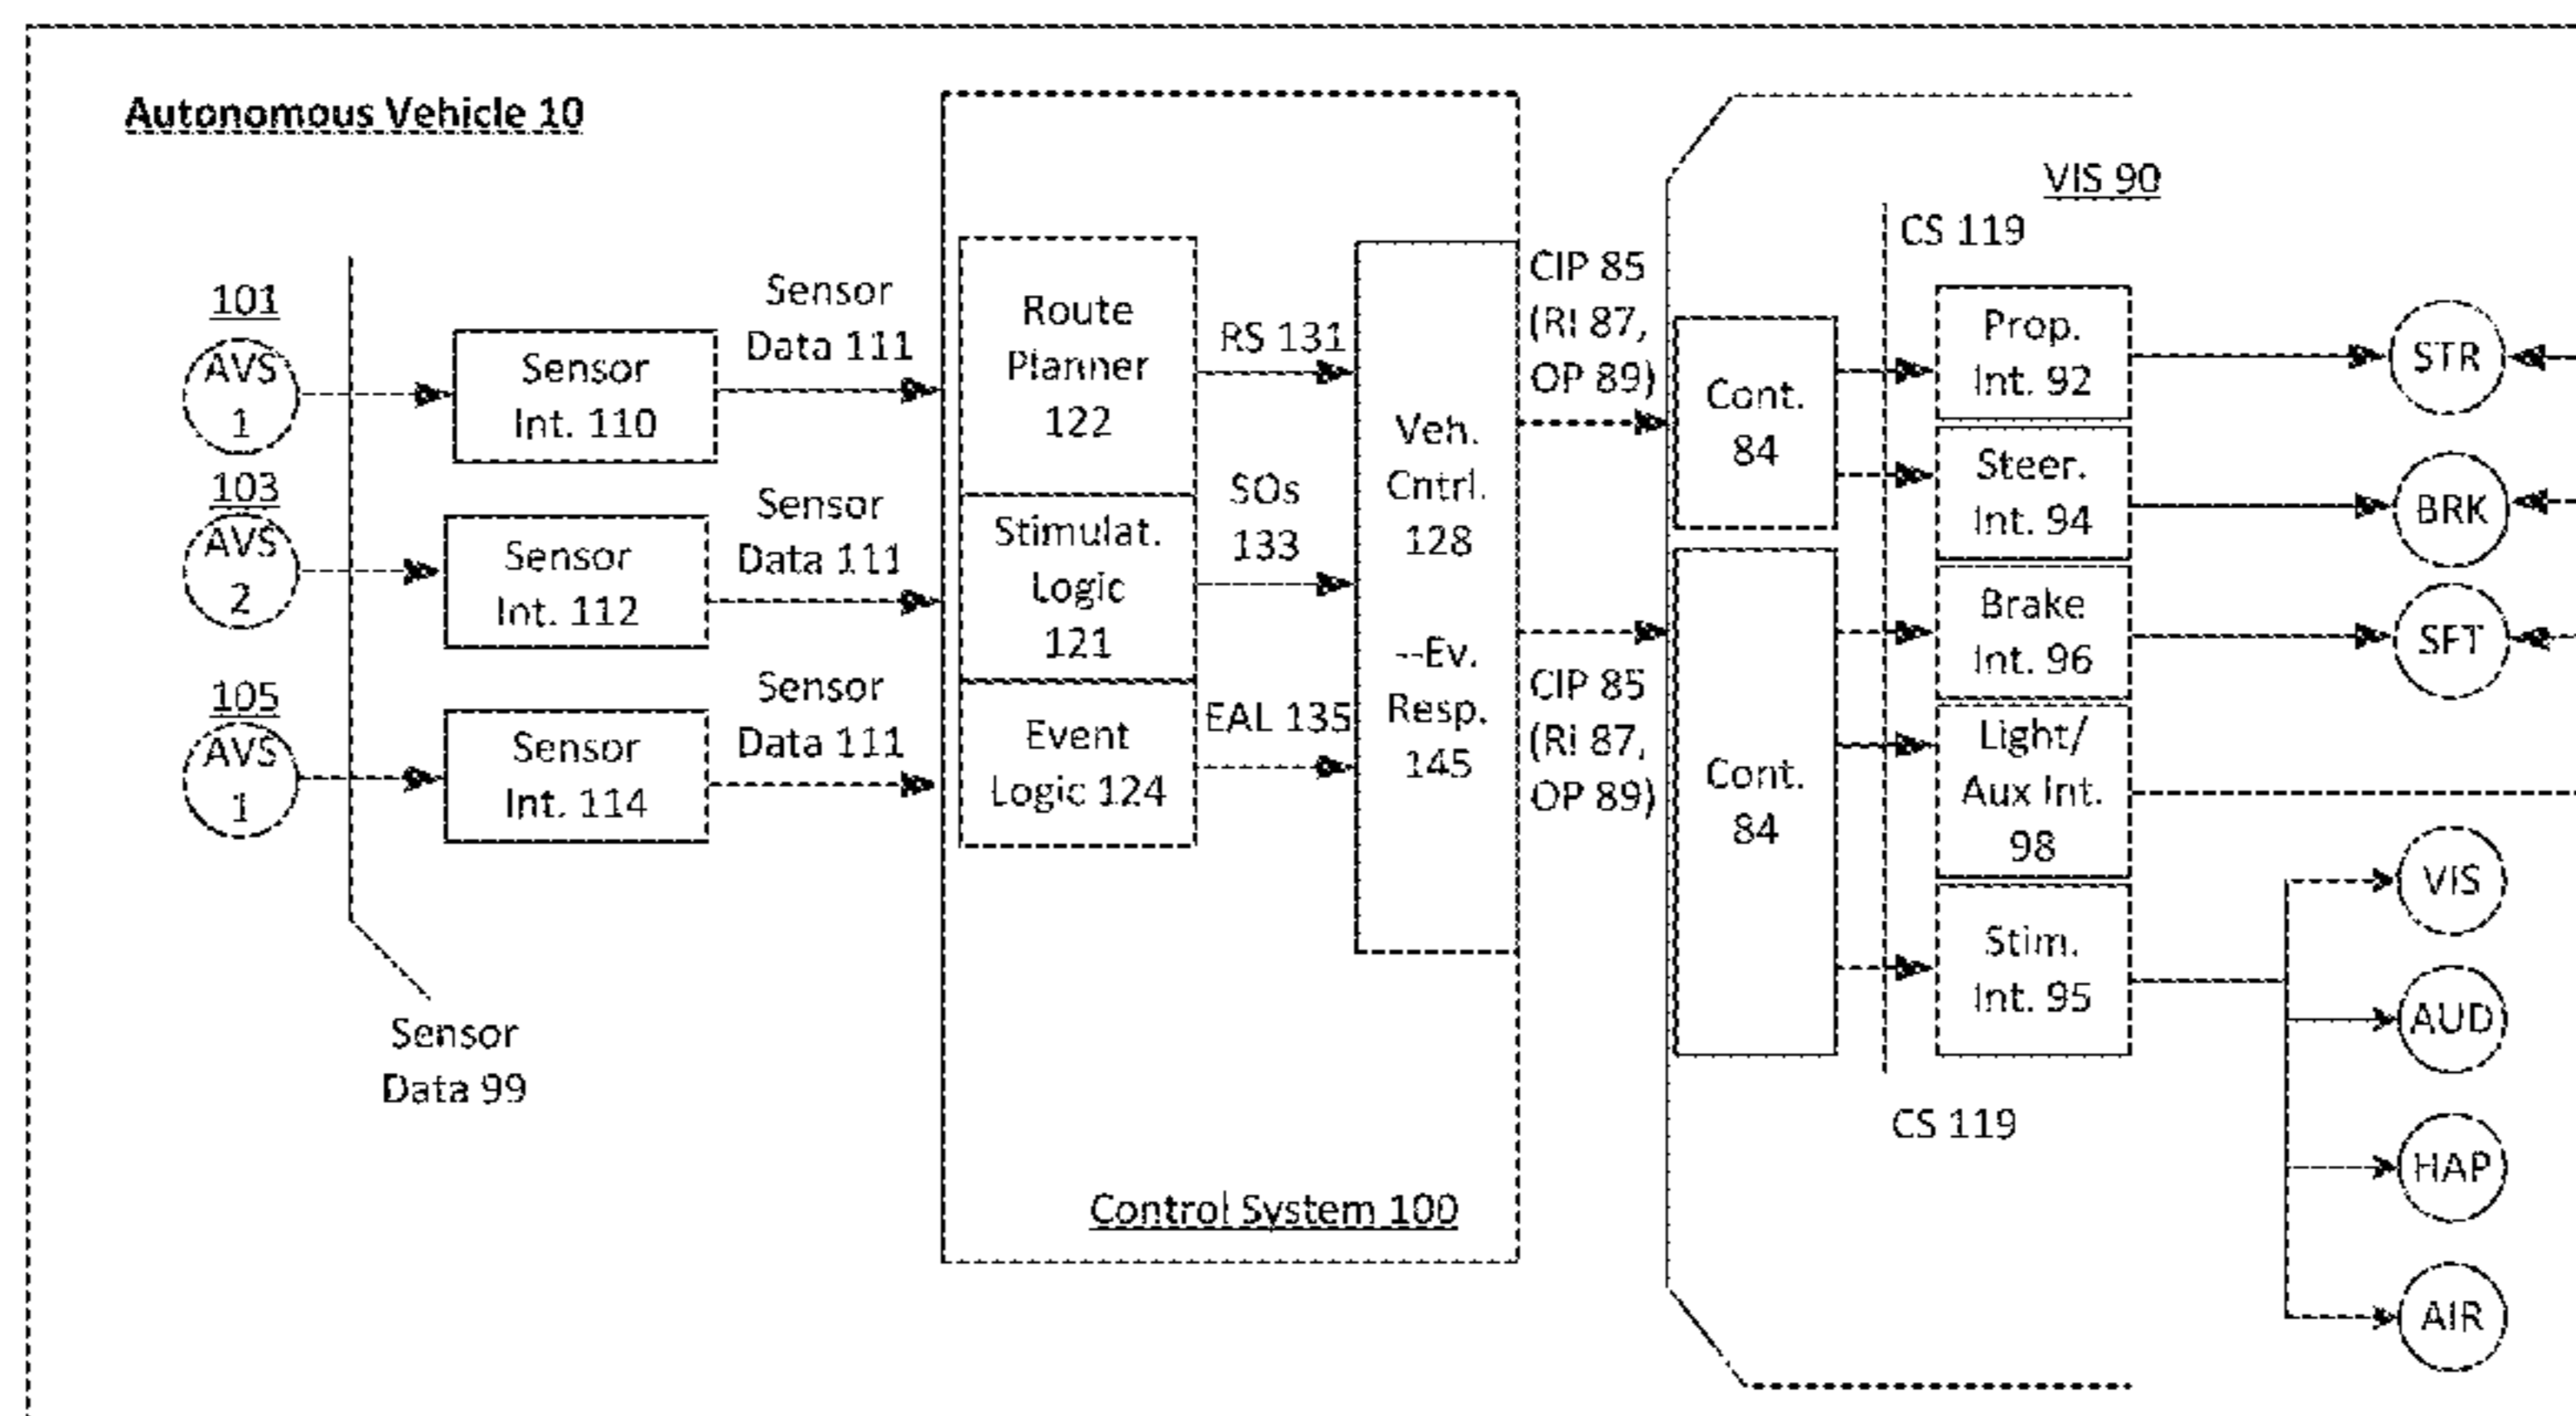 Autonomous Vehicle 10
101
AVS
1
103
AVS
2
105
AVS
1
Sensor
Data 99
Sensor
Int. 110
Sensor
Int. 112
Sensor
Int. 114
Sensor
Data 111
Sensor
Data 111
Sensor
Data 111
Route
Planner
122
Stimulat.
Logic
121
Event
Logic 124
RS 131
SOs
133
EAL 135
Veh.
Cntrl.
128
--Ev.
Resp.
145
Control System 100
CIP 85
(RI 87,
OP 89)
CIP 85
(RI 87,
OP 89)
VIS 90
Cont.
84
Cont.
84
CS 119
CS 119
Prop.
Int. 92
Steer.
Int. 94
Brake
Int. 96
Light/
Aux Int.
98
Stim.
Int. 95
STR
BRK
SFT
VIS
AUD
HAP
AIR